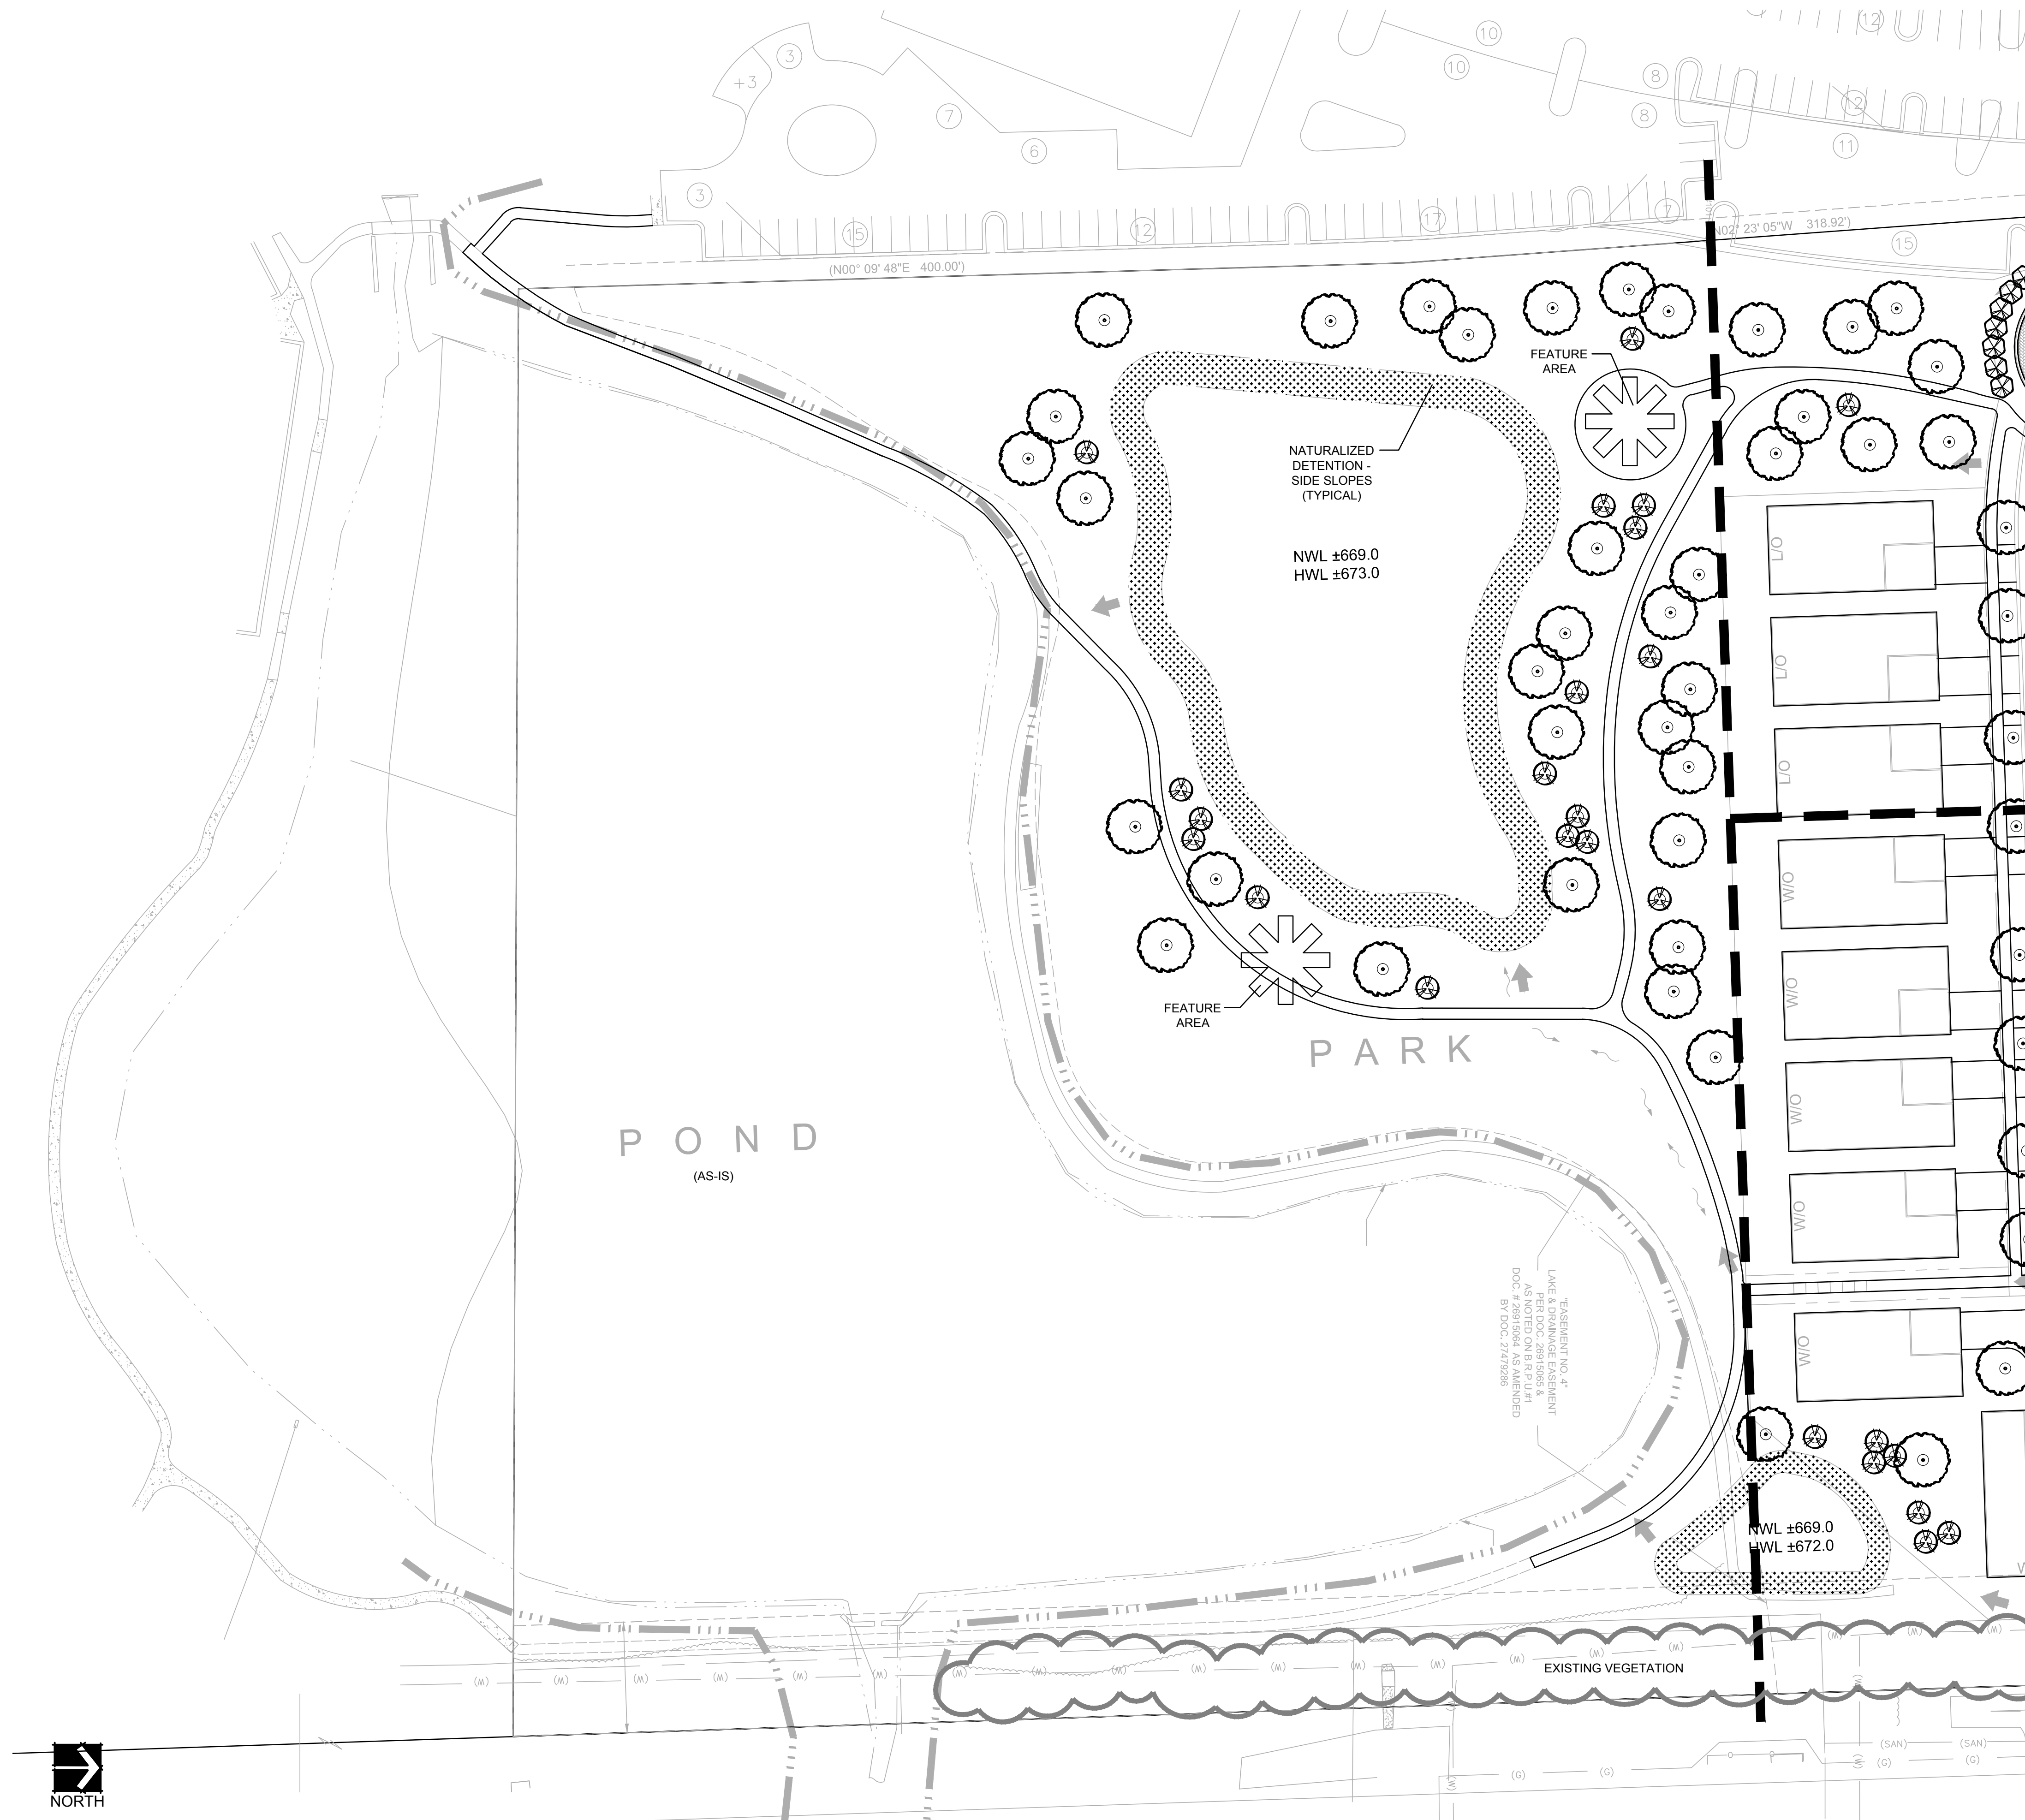 12
10
10
3
+3
8
12
7
8
11
6
3
7
17
15
12
(N02° 23' 05"W 318.92')
15
(N00° 09' 48"E 400.00')
FEATURE
AREA
NATURALIZED
DETENTION -
SIDE SLOPES
(TYPICAL)
NWL ±669.0
HWL ±673.0
L/O
L/O
L/O
W/O
W/O
W/O
W/O
W/O
FEATURE
AREA
PARK
POND
(AS-IS)
"EASEMENT NO. 4"
LAKE & DRAINAGE EASEMENT
PER DOC. 26915065 &
AS NOTED ON B.R.P.U.#1
DOC. # 26915064 AS AMENDED
BY DOC. 27479286
NWL ±669.0
HWL ±672.0
(W) (W) (W) (W) (W) (W) (W) (W) (W) (W) (W) (W) (W) (W) (W) (W) (W)
EXISTING VEGETATION
(W)
(W)
(SAN) (SAN)
(W)
(W)
(G) (G) (G) (G)
NORTH